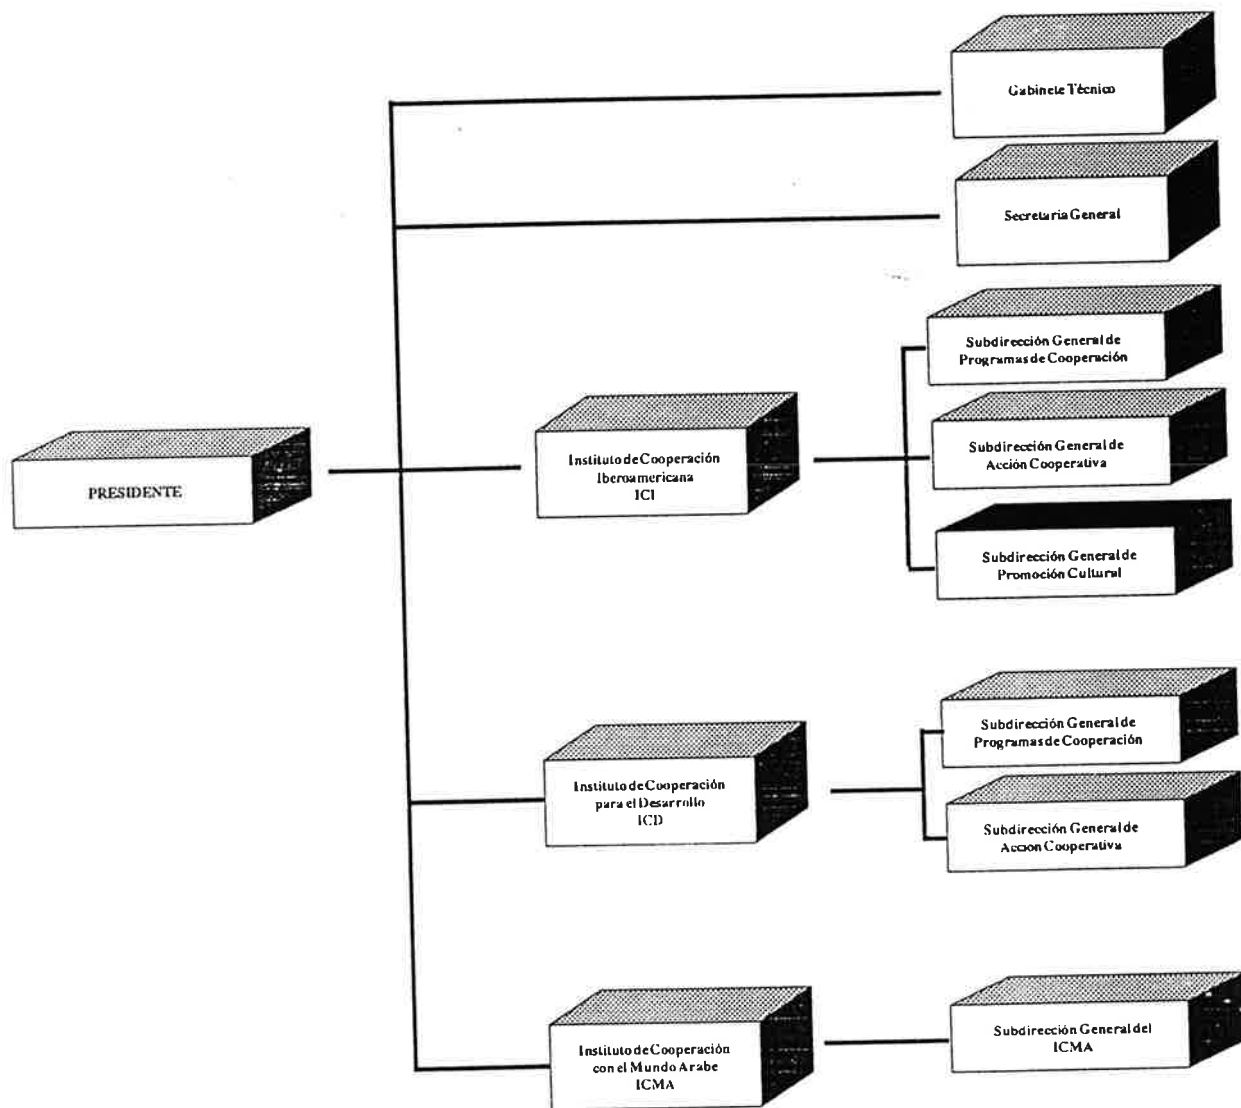 Gabinete Técnico
Secretaria General
Subdirección General de
Programas de Cooperación
Subdirección General de
Acción Cooperativa
Subdirección General de
Promoción Cultural
PRESIDENTE
Instituto de Cooperación
Iberoamericana
ICI
Instituto de Cooperación
para el Desarrollo
ICD
Subdirección General de
Programas de Cooperación
Subdirección General de
Acción Cooperativa
Instituto de Cooperación
con el Mundo Arabe
ICMA
Subdirección General del
ICMA